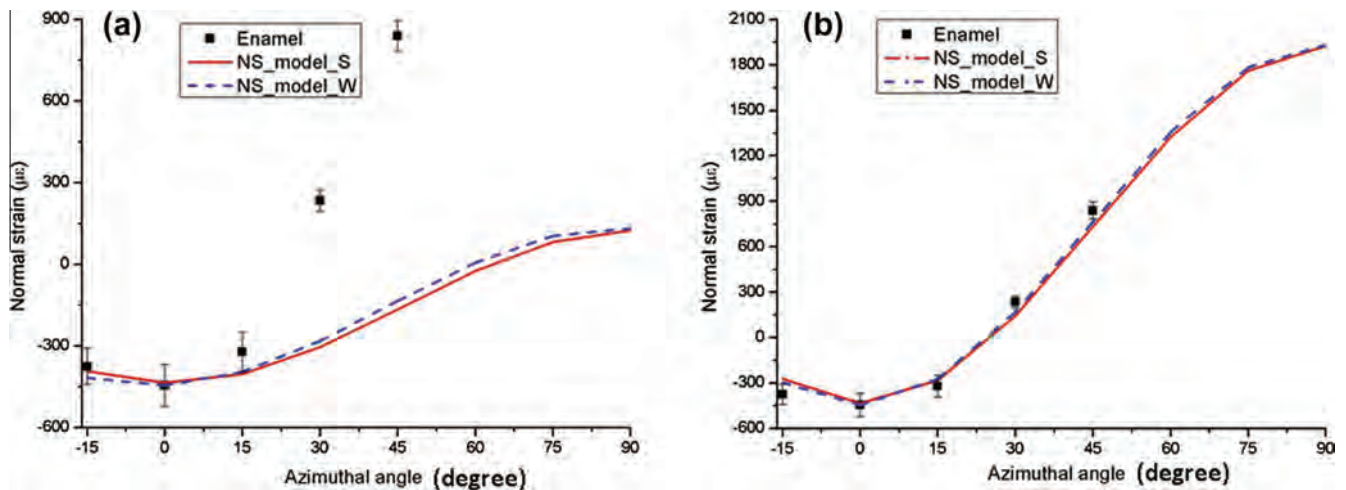 (a)
Enamel
NS_model_S
NS_model_W
900
600
300
0
-300
-600
Normal strain (με)
-15 0 15 30 45 60 75 90
Azimuthal angle (degree)
(b)
Enamel
NS_model_S
NS_model_W
2100
1800
1500
1200
900
600
300
0
-300
-600
Normal strain (με)
-15 0 15 30 45 60 75 90
Azimuthal angle (degree)